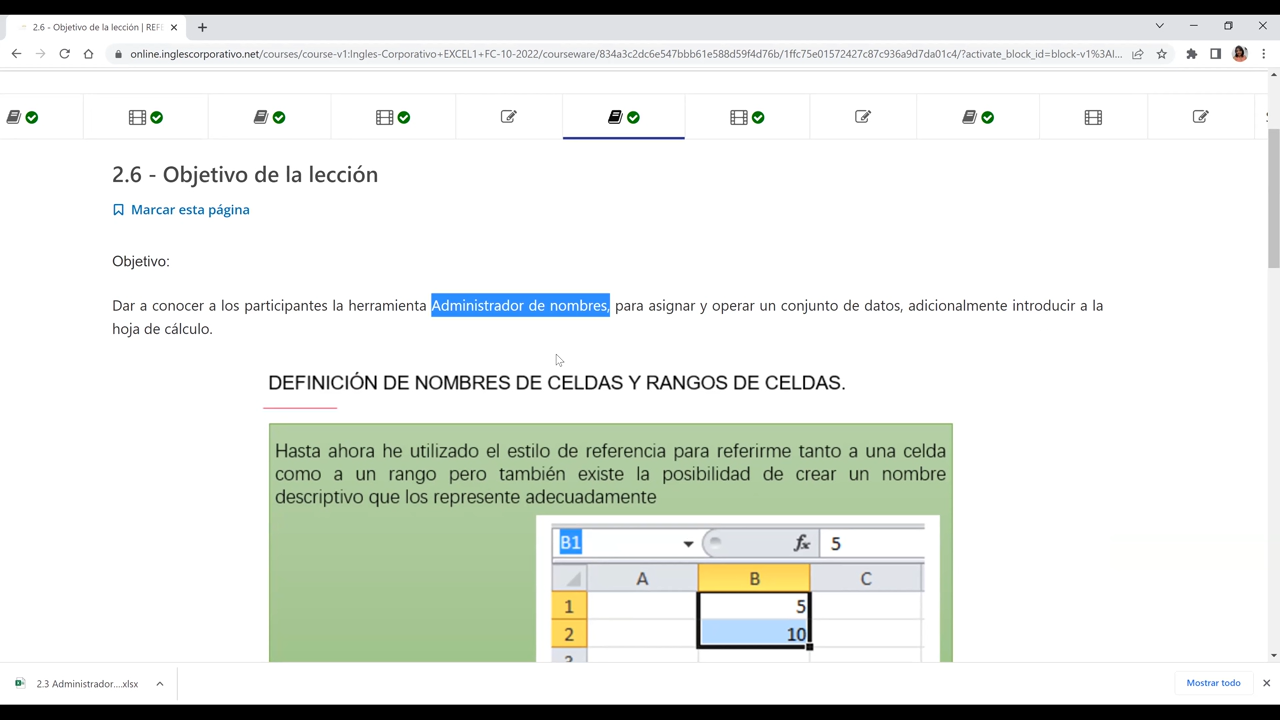 2.6 - Objetivo de la lección | REF
online.inglescorporativo.net/courses/course-v1:Ingles-Corporativo+EXCEL1+FC-10-2022/courseware/834a3c2dc6e547bbb61e588d59f4d76b/1ffc75e01572427c87c936a9d7da01c4/?activate_block_id=block-v1%3AI...
2.6 - Objetivo de la lección
Marcar esta página
Objetivo:
Dar a conocer a los participantes la herramienta Administrador de nombres, para asignar y operar un conjunto de datos, adicionalmente introducir a la
hoja de cálculo.
DEFINICIÓN DE NOMBRES DE CELDAS Y RANGOS DE CELDAS.
Hasta ahora he utilizado el estilo de referencia para referirme tanto a una celda
como a un rango pero también existe la posibilidad de crear un nombre
descriptivo que los represente adecuadamente
B1 fx 5
A B C
1 5
2 10
2.3 Administrador....xlsx
Mostrar todo